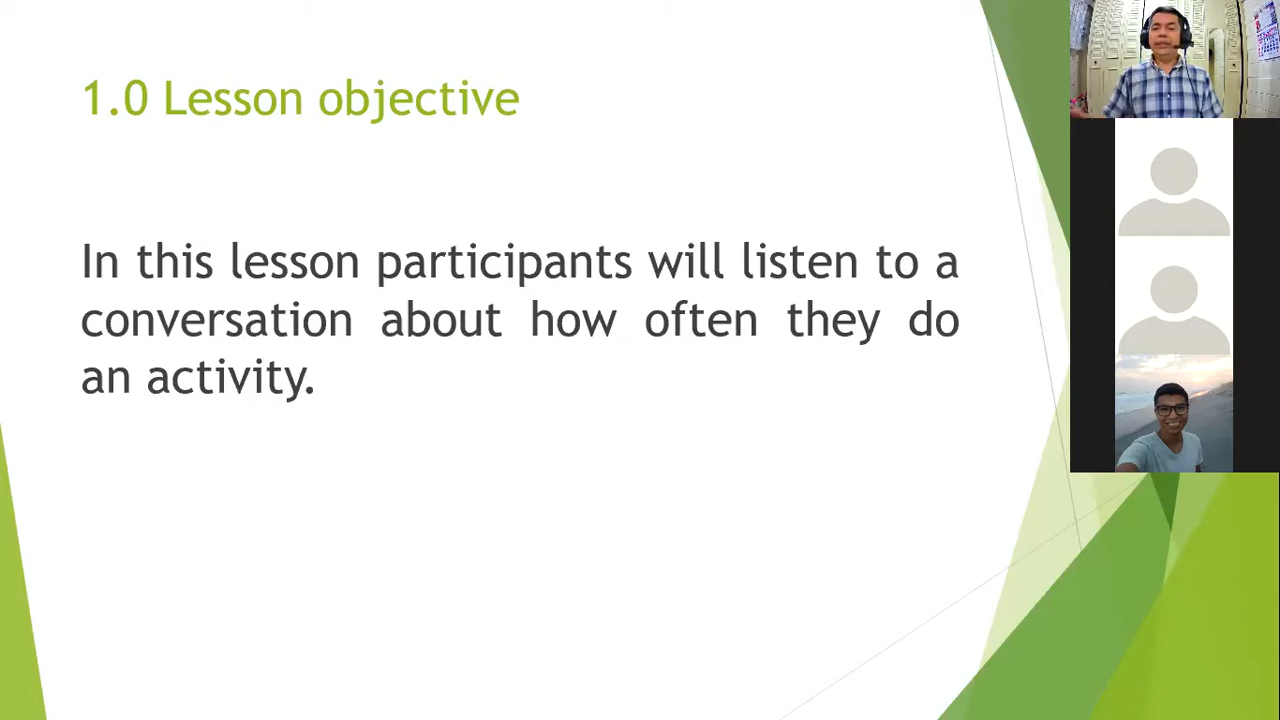 1.0 Lesson objective
In this lesson participants will listen to a
conversation about how often they do
an activity.